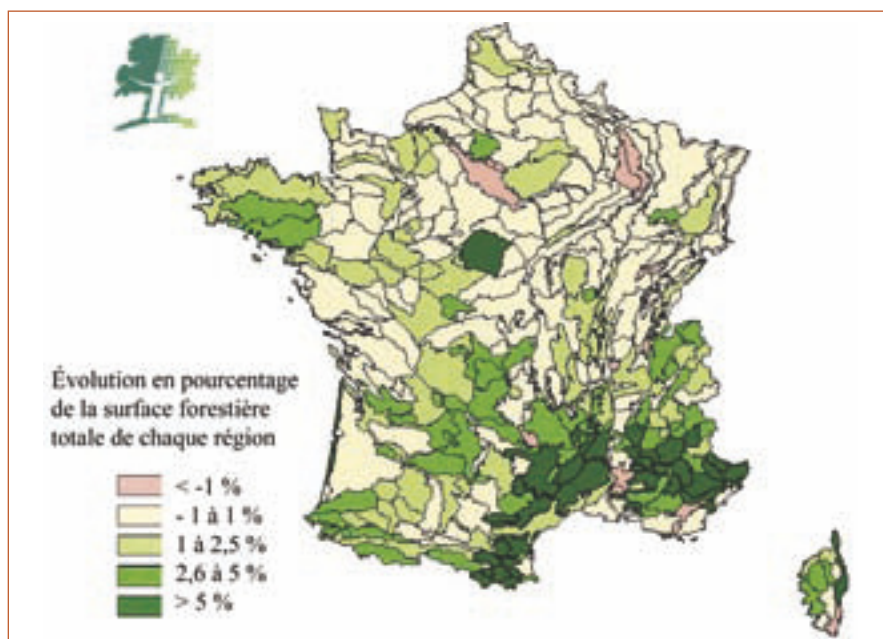 Évolution en pourcentage
de la surface forestière
totale de chaque région
< -1 %
- 1 à 1 %
1 à 2,5 %
2,6 à 5 %
> 5 %